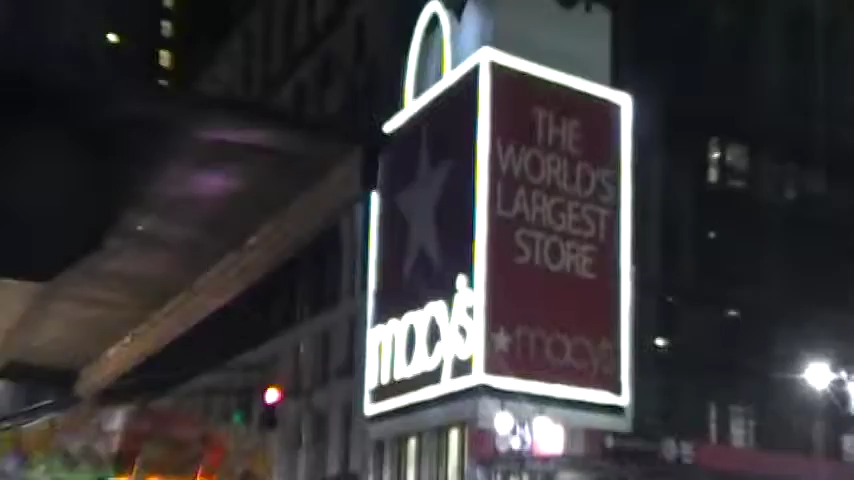 macy's
THE
WORLD'S
LARGEST
STORE
macy's